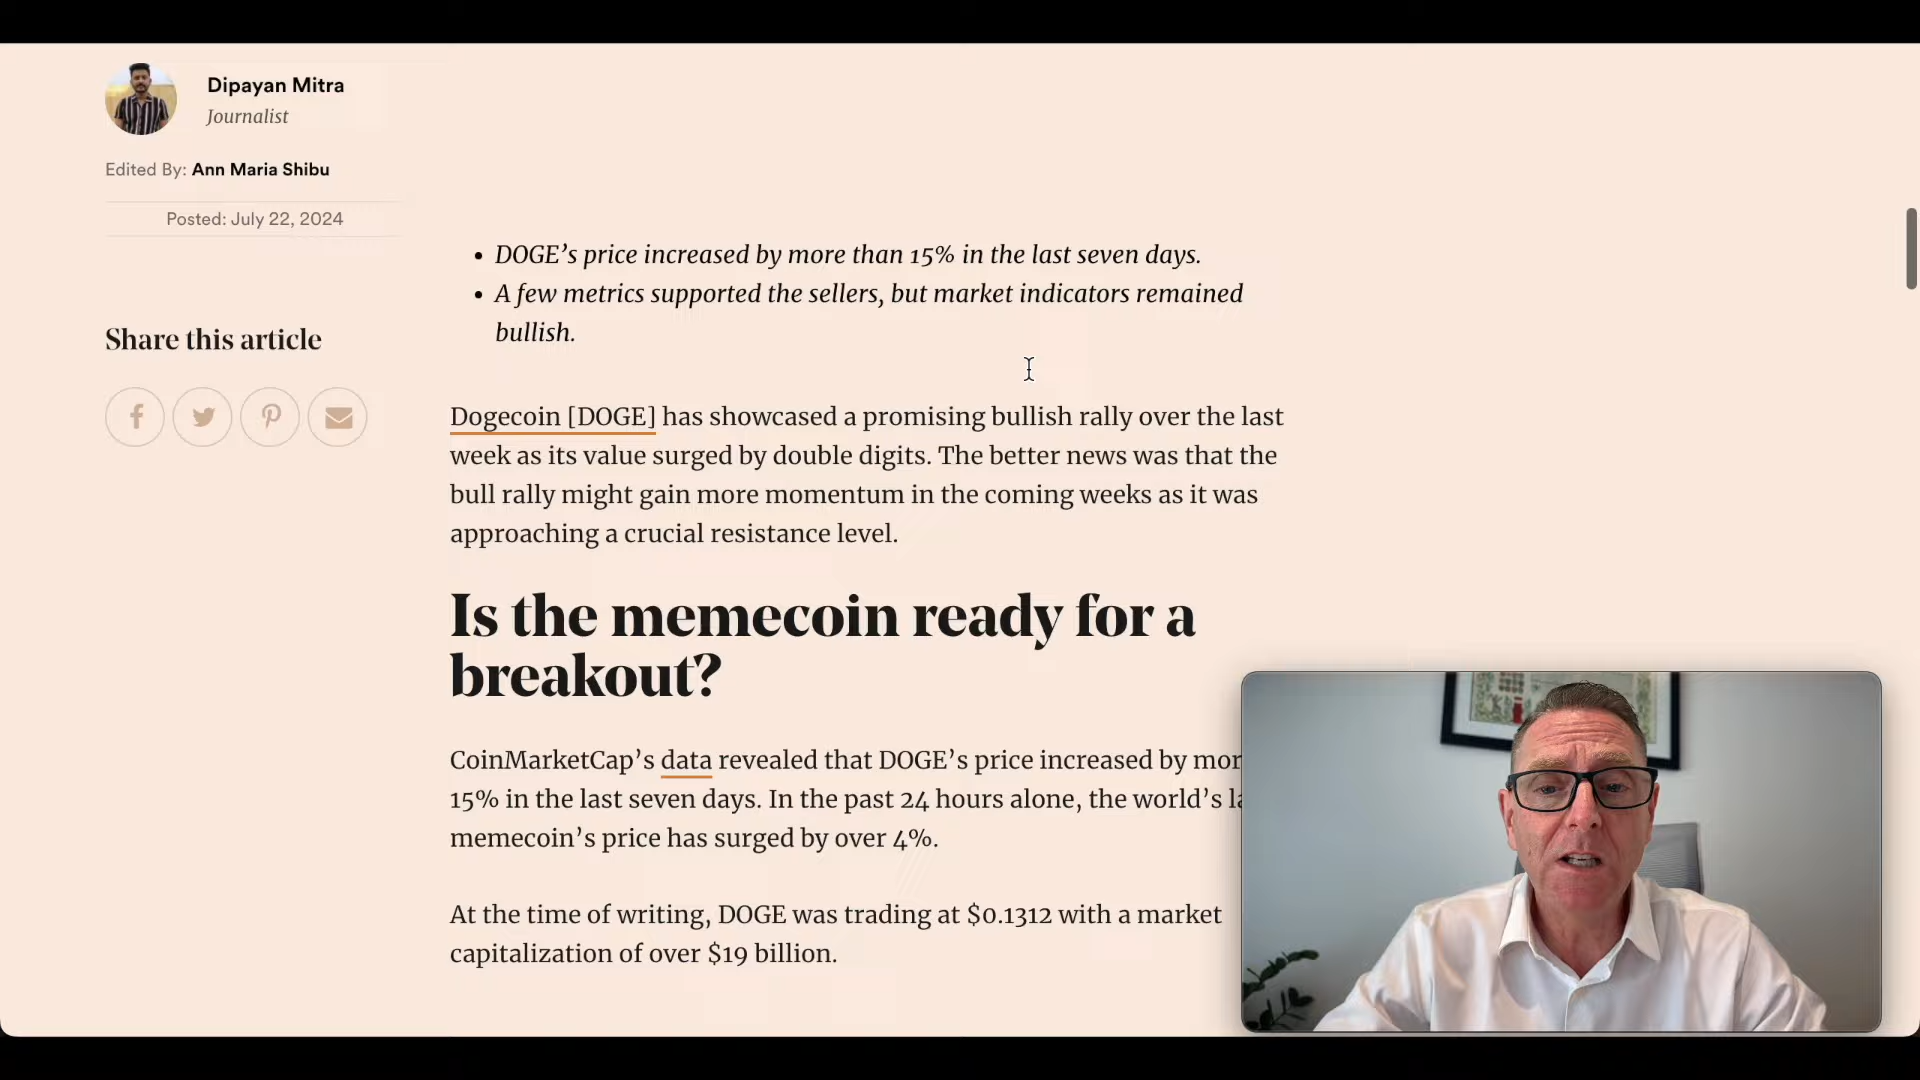 Dipayan Mitra
Journalist
Edited By: Ann Maria Shibu
Posted: July 22, 2024
Share this article
• DOGE’s price increased by more than 15% in the last seven days.
• A few metrics supported the sellers, but market indicators remained
bullish.
Dogecoin [DOGE] has showcased a promising bullish rally over the last
week as its value surged by double digits. The better news was that the
bull rally might gain more momentum in the coming weeks as it was
approaching a crucial resistance level.
Is the memecoin ready for a
breakout?
CoinMarketCap’s data revealed that DOGE’s price increased by
15% in the last seven days. In the past 24 hours alone, the world’s
memecoin’s price has surged by over 4%.
At the time of writing, DOGE was trading at $0.1312 with a market
capitalization of over $19 billion.